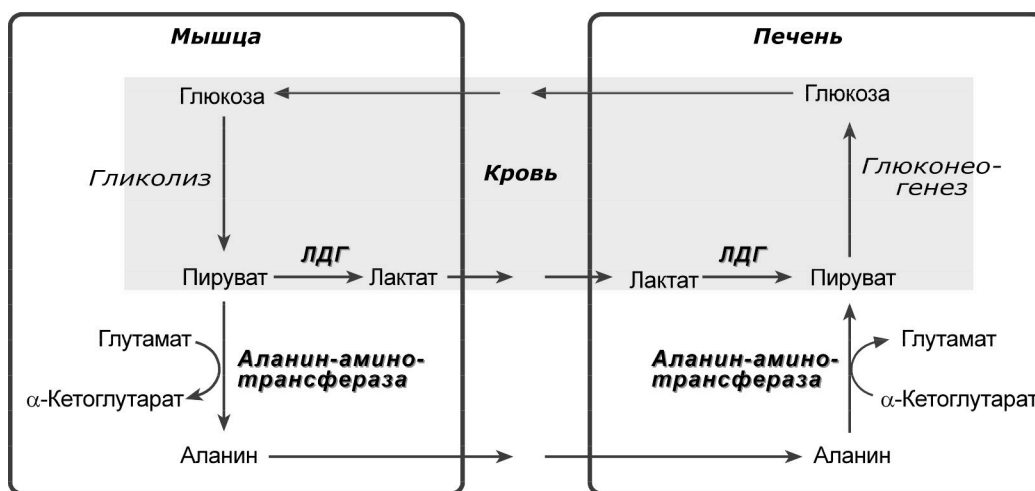 Мышца
Печень
Глюкоза
Глюкоза
Гликолиз
Кровь
Глюконео-
генез
ЛДГ
ЛДГ
Пируват
Лактат
Лактат
Пируват
Глутамат
Аланин-амино-
трансфераза
α-Кетоглутарат
Аланин-амино-
трансфераза
Глутамат
α-Кетоглутарат
Аланин
Аланин